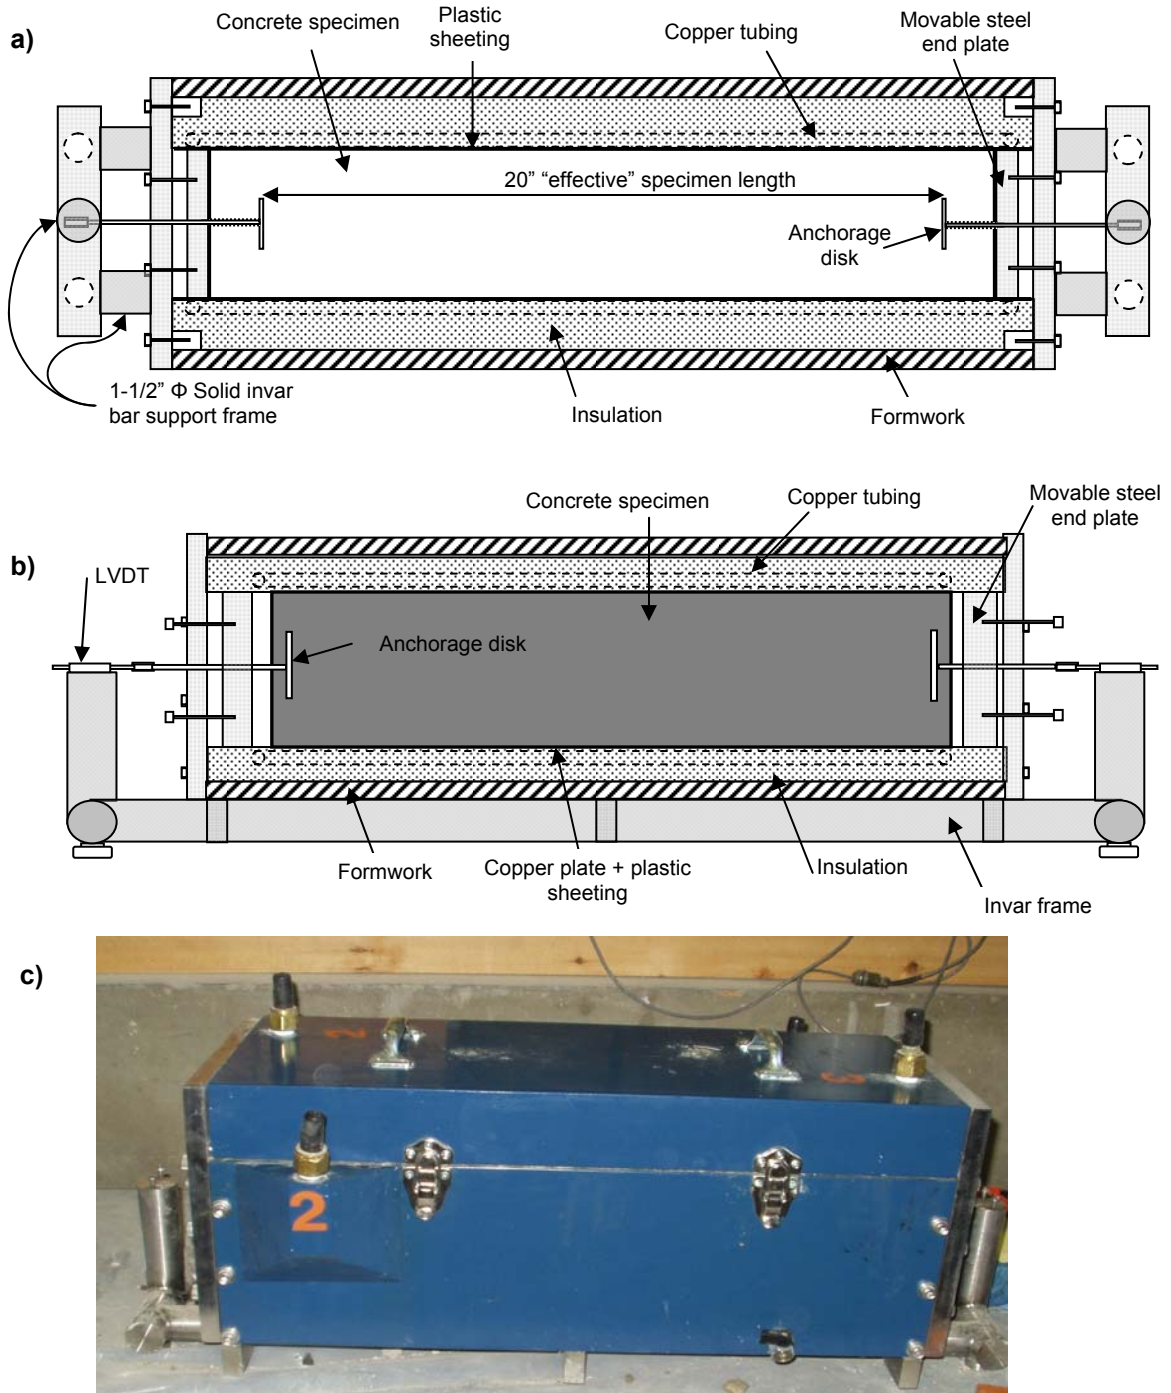 a)
Concrete specimen
Plastic
sheeting
Copper tubing
Movable steel
end plate
20” “effective” specimen length
Anchorage
disk
1-1/2” Φ Solid invar
bar support frame
Insulation
Formwork
b)
LVDT
Concrete specimen
Copper tubing
Movable steel
end plate
Anchorage disk
Formwork
Copper plate + plastic
sheeting
Insulation
Invar frame
c)
2
3
2